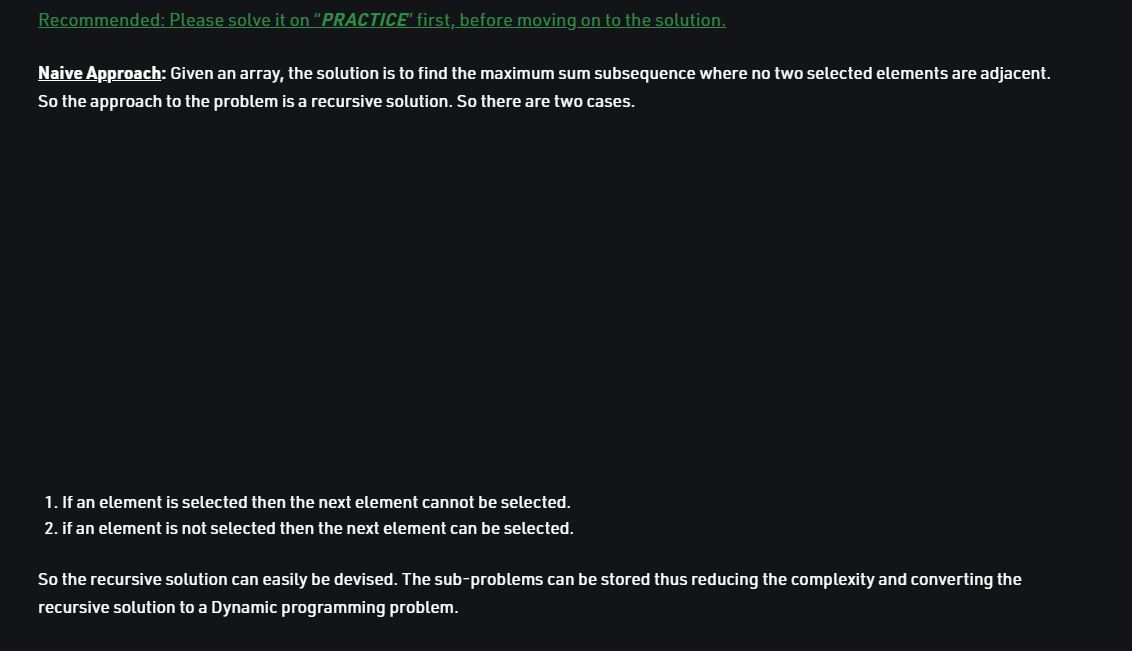 Recommended: Please solve it on “PRACTICE” first, before moving on to the solution.
Naive Approach: Given an array, the solution is to find the maximum sum subsequence where no two selected elements are adjacent.
So the approach to the problem is a recursive solution. So there are two cases.
1. If an element is selected then the next element cannot be selected.
2. if an element is not selected then the next element can be selected.
So the recursive solution can easily be devised. The sub-problems can be stored thus reducing the complexity and converting the
recursive solution to a Dynamic programming problem.